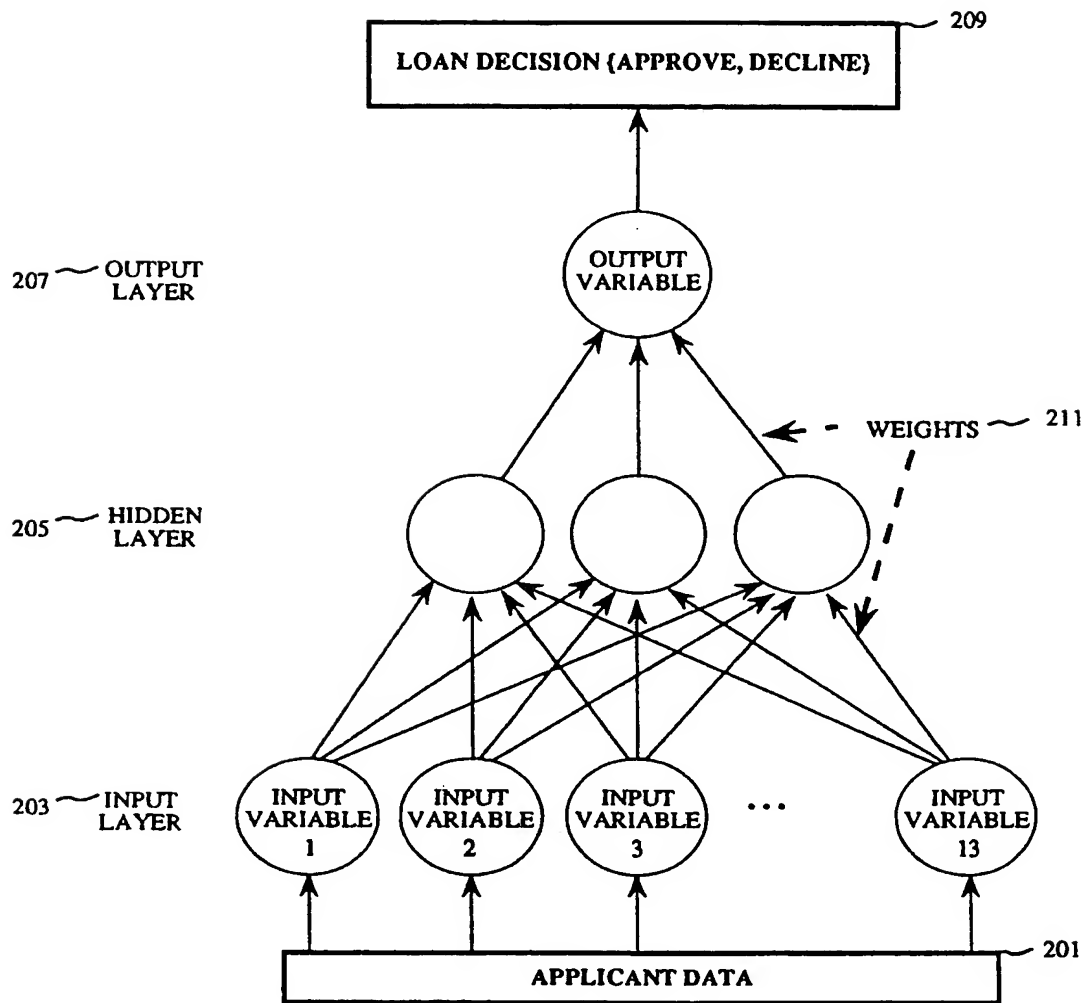 209
LOAN DECISION {APPROVE, DECLINE}
207
OUTPUT
LAYER
OUTPUT
VARIABLE
WEIGHTS
211
205
HIDDEN
LAYER
203
INPUT
LAYER
INPUT
VARIABLE
1
INPUT
VARIABLE
2
INPUT
VARIABLE
3
...
INPUT
VARIABLE
13
201
APPLICANT DATA